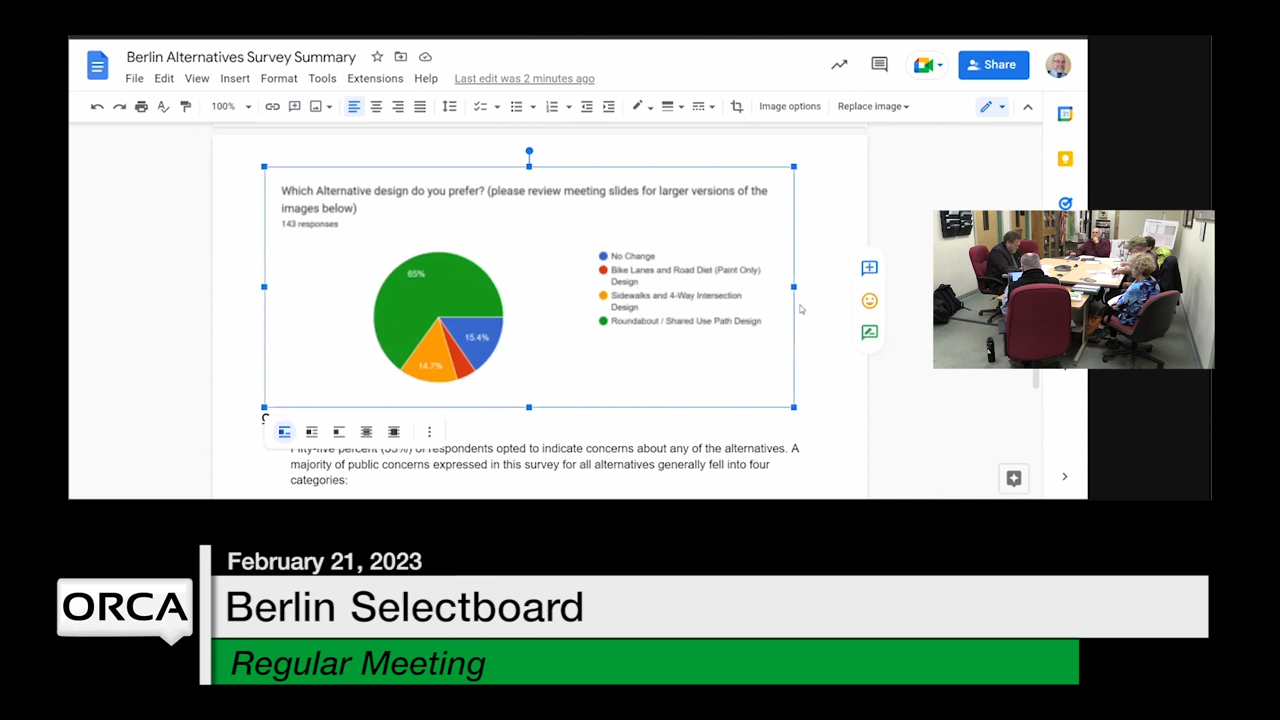 Berlin Alternatives Survey Summary
File Edit View Insert Format Tools Extensions Help Last edit was 2 minutes ago
Share
100%
Image options
Replace image
Which Alternative design do you prefer? (please review meeting slides for larger versions of the
images below)
143 responses
65%
15.4%
14.7%
No Change
Bike Lanes and Road Diet (Paint Only)
Design
Sidewalks and 4-Way Intersection
Design
Roundabout / Shared Use Path Design
respondents opted to indicate concerns about any of the alternatives. A
majority of public concerns expressed in this survey for all alternatives generally fell into four
categories:
February 21, 2023
ORCA
Berlin Selectboard
Regular Meeting